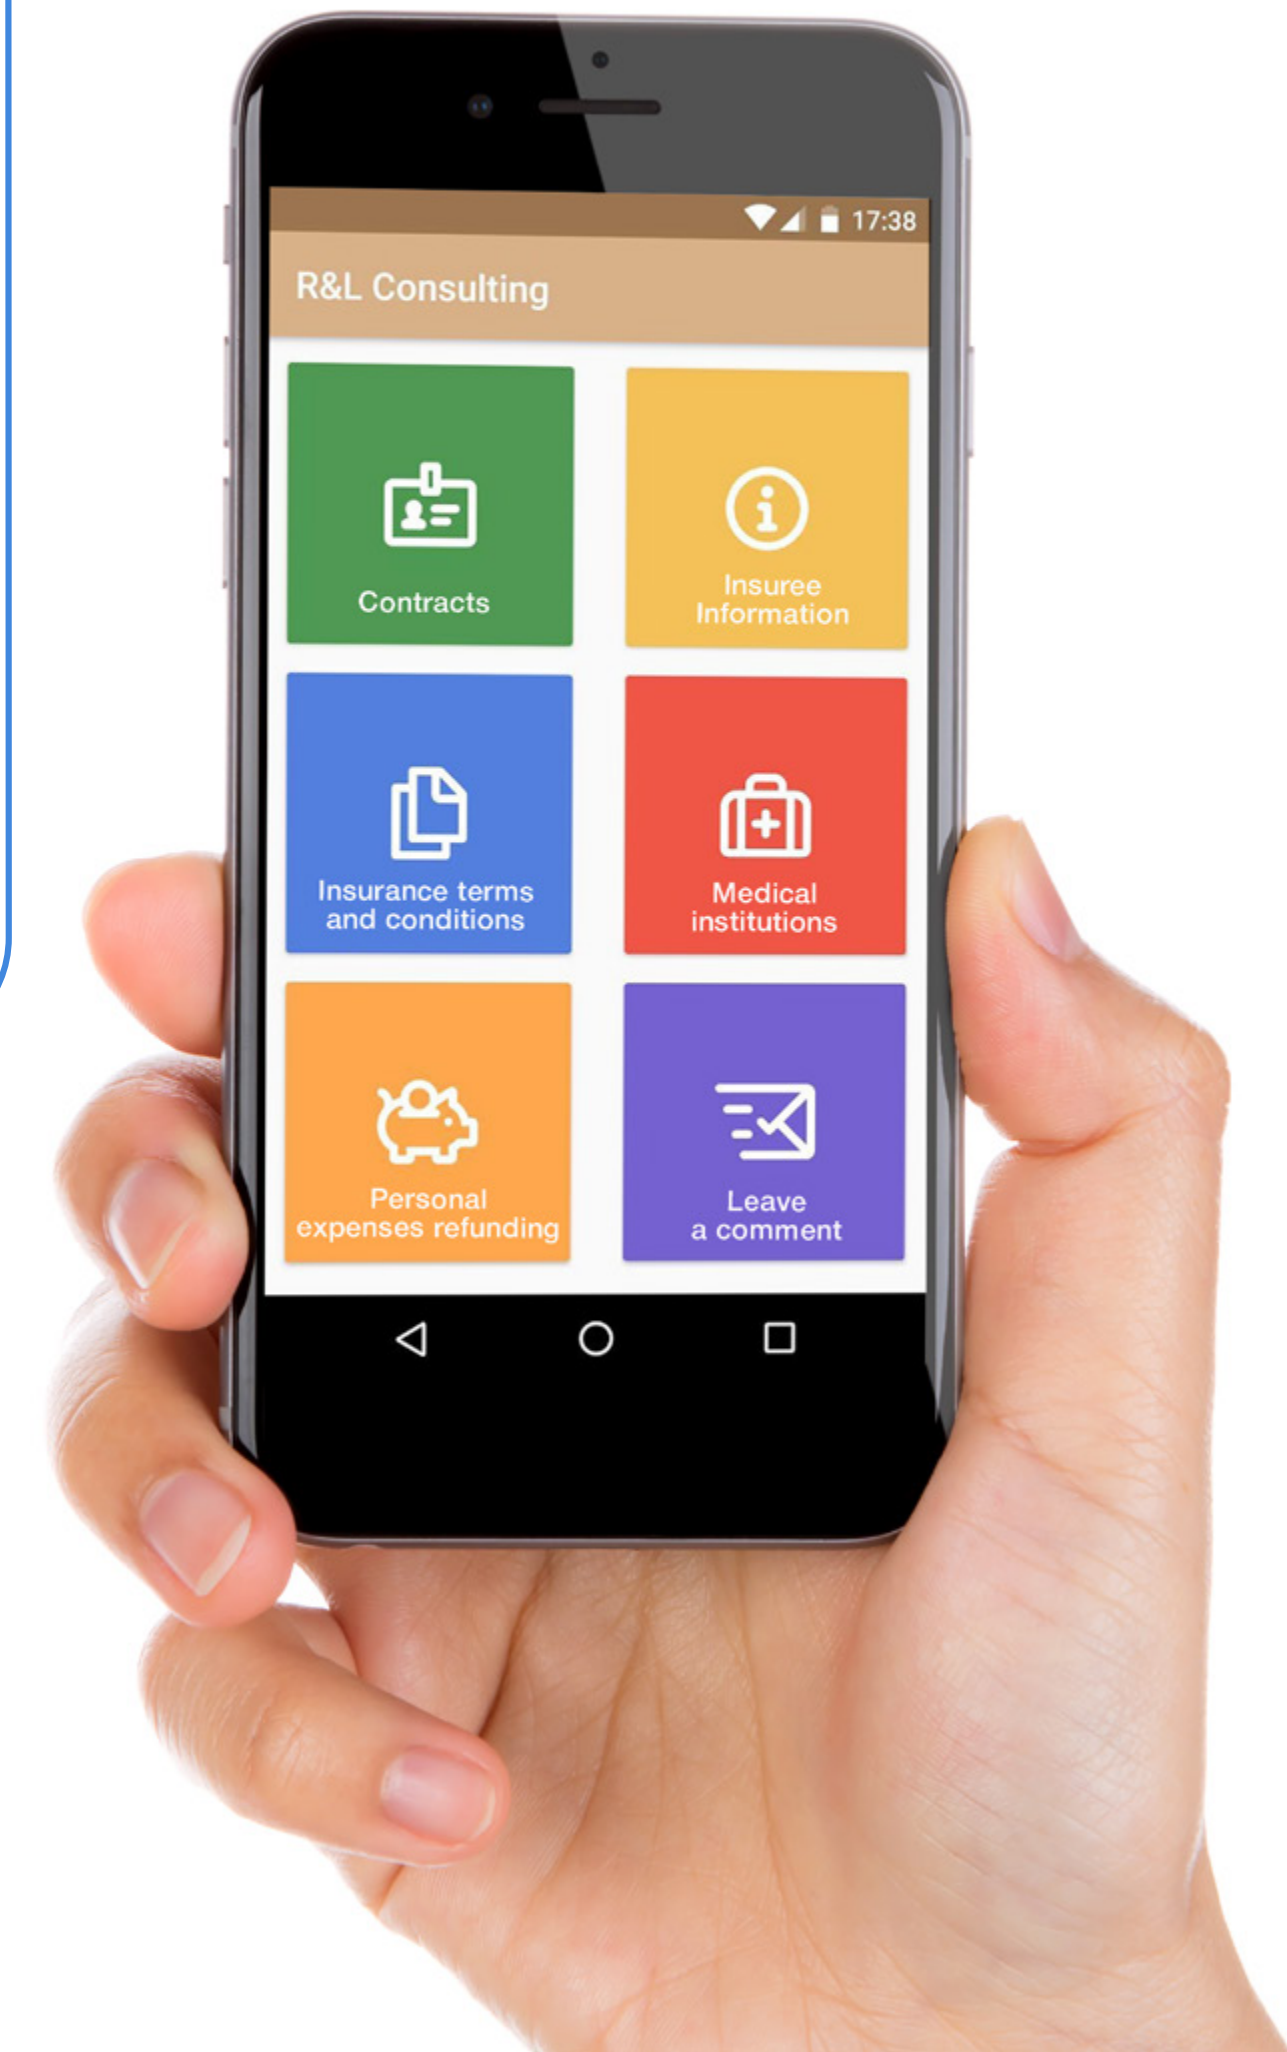 17:38
R&L Consulting
Contracts
Insuree
Information
Insurance terms
and conditions
Medical
institutions
Personal
expenses refunding
Leave
a comment